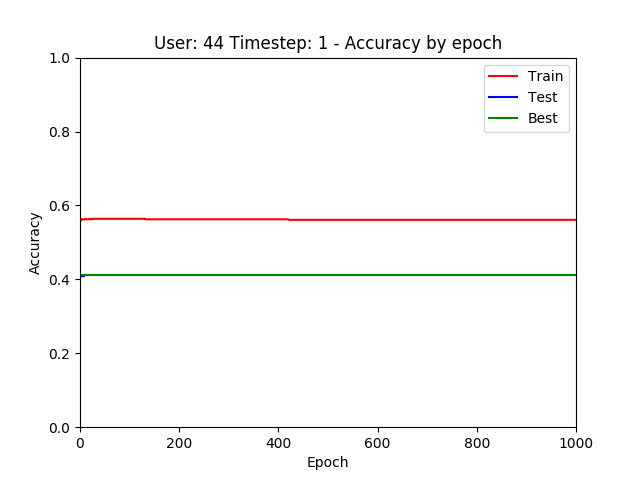 User: 44 Timestep: 1 - Accuracy by epoch
1.0
Train
Test
Best
0.8
0.6
Accuracy
0.4
0.2
0.0
0 200 400 600 800 1000
Epoch